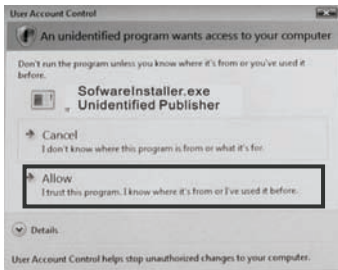 User Account Control
An unidentified program wants access to your computer
Don't run the program unless you know where it's from or you've used it
before.
SofwareInstaller.exe
Unidentified Publisher
Cancel
I don't know where this program is from or what it's for.
Allow
I trust this program. I know where it's from or I've used it before.
Details
User Account Control helps stop unauthorized changes to your computer.